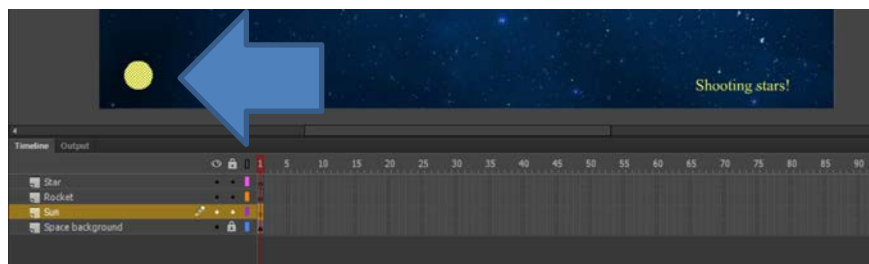 Shooting stars!
Timeline Output
1 5 10 15 20 25 30 35 40 45 50 55 60 65 70 75 80 85 90
Star
Rocket
Sun
Space background